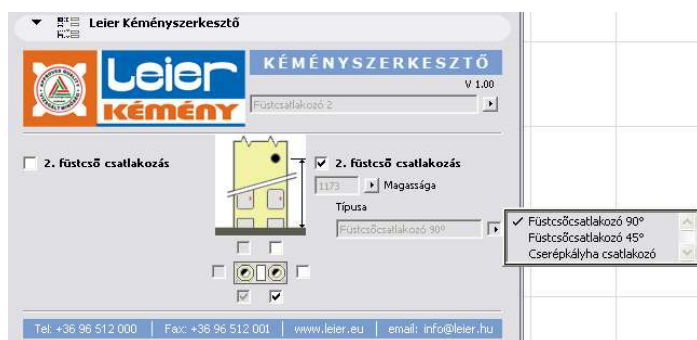 Leier Kéményszerkesztő
Leier
KÉMÉNY
KÉMÉNYSZERKESZTŐ
V 1.00
Füstcsatlakozó 2
2. füstcső csatlakozás
2. füstcső csatlakozás
1173 Magassága
Típusa
Füstcsőcsatlakozó 90°
Füstcsőcsatlakozó 90°
Füstcsőcsatlakozó 45°
Cserépkályha csatlakozó
Tel: +36 96 512 000 | Fax: +36 96 512 001 | www.leier.eu | email: info@leier.hu